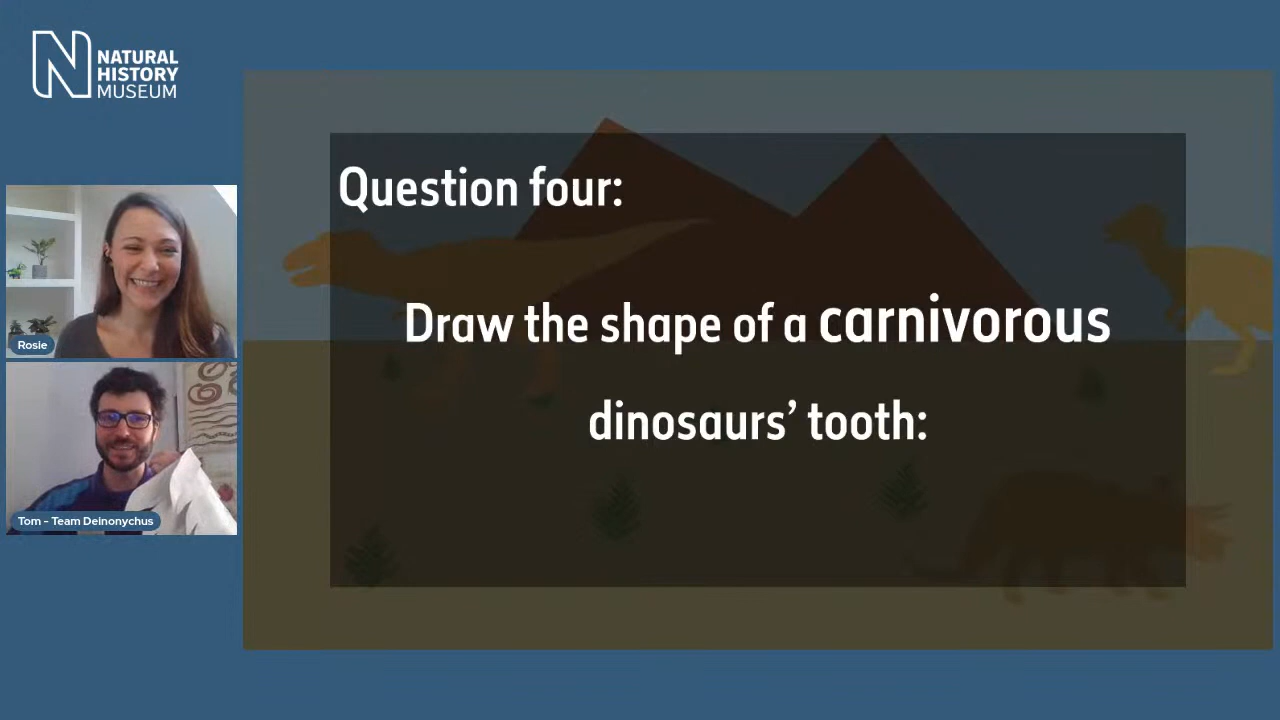 NATURAL
HISTORY
MUSEUM
Rosie
Tom - Team Deinonychus
Question four:
Draw the shape of a carnivorous
dinosaurs’ tooth: